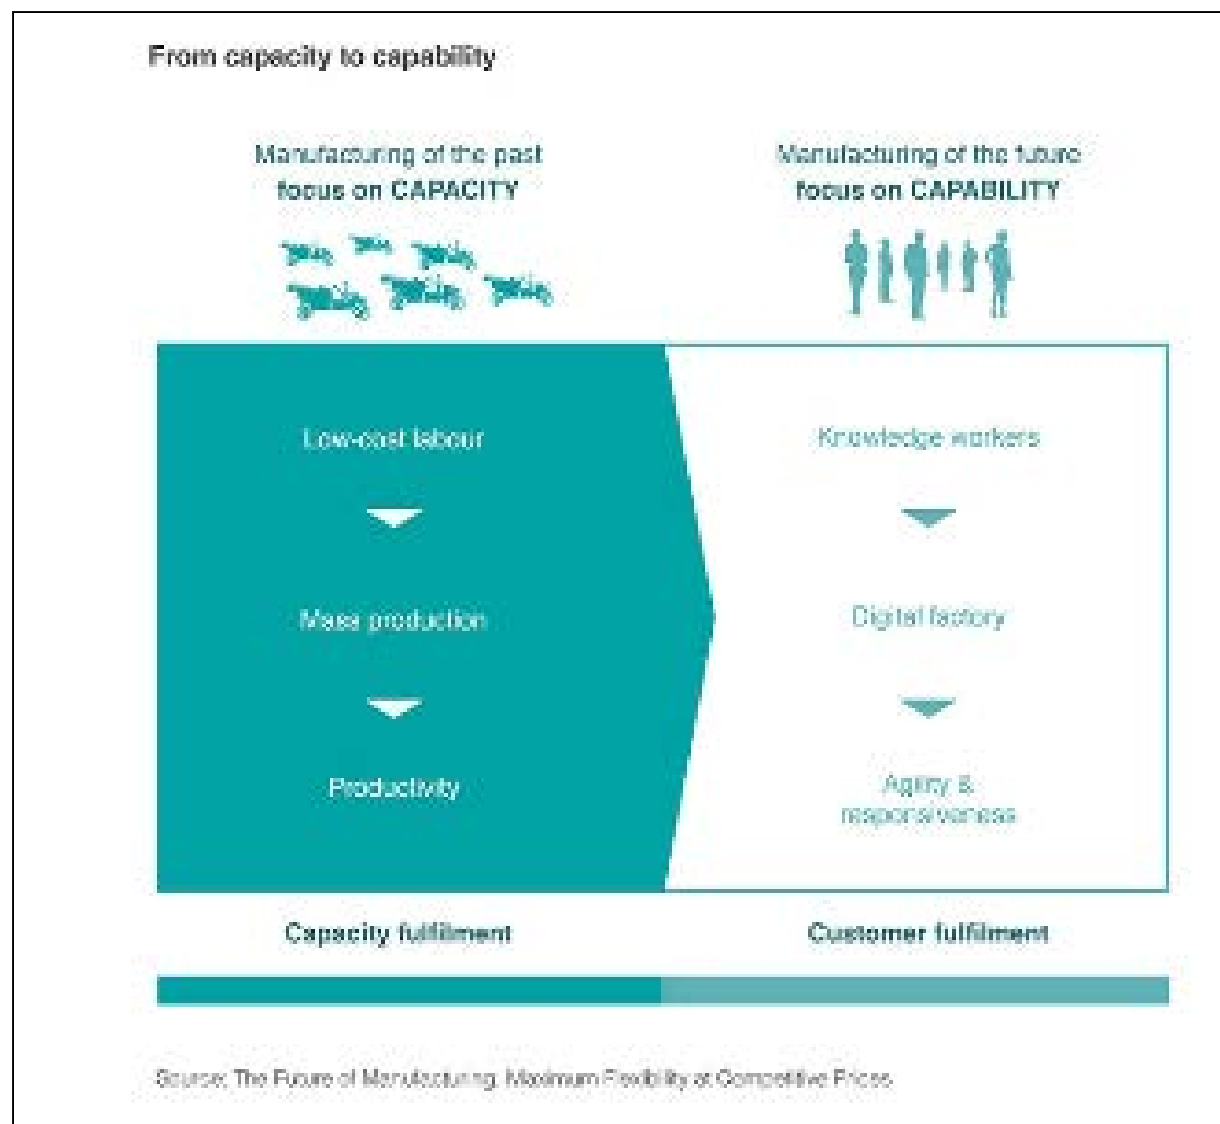 From capacity to capability
Manufacturing of the past
focus on CAPACITY
Manufacturing of the future
focus on CAPABILITY
Low-cost labour
Mass production
Productivity
Knowledge workers
Digital factory
Agility &
responsiveness
Capacity fulfilment
Customer fulfilment
Source: The Future of Manufacturing: Maximum Flexibility at Competitive Prices